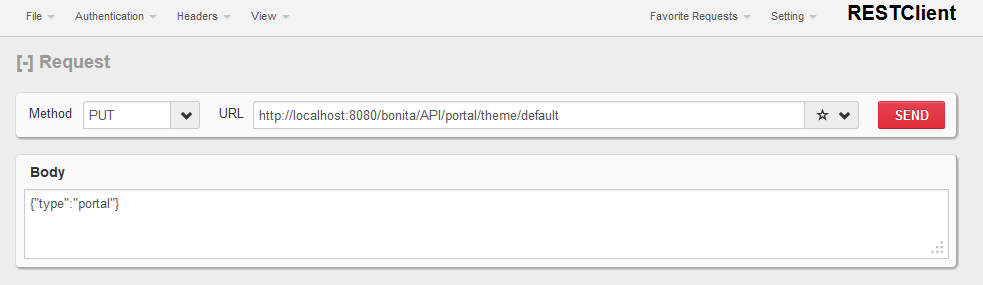 File Authentication Headers View Favorite Requests Setting RESTClient
[-] Request
Method PUT URL http://localhost:8080/bonita/API/portal/theme/default SEND
Body
{"type":"portal"}